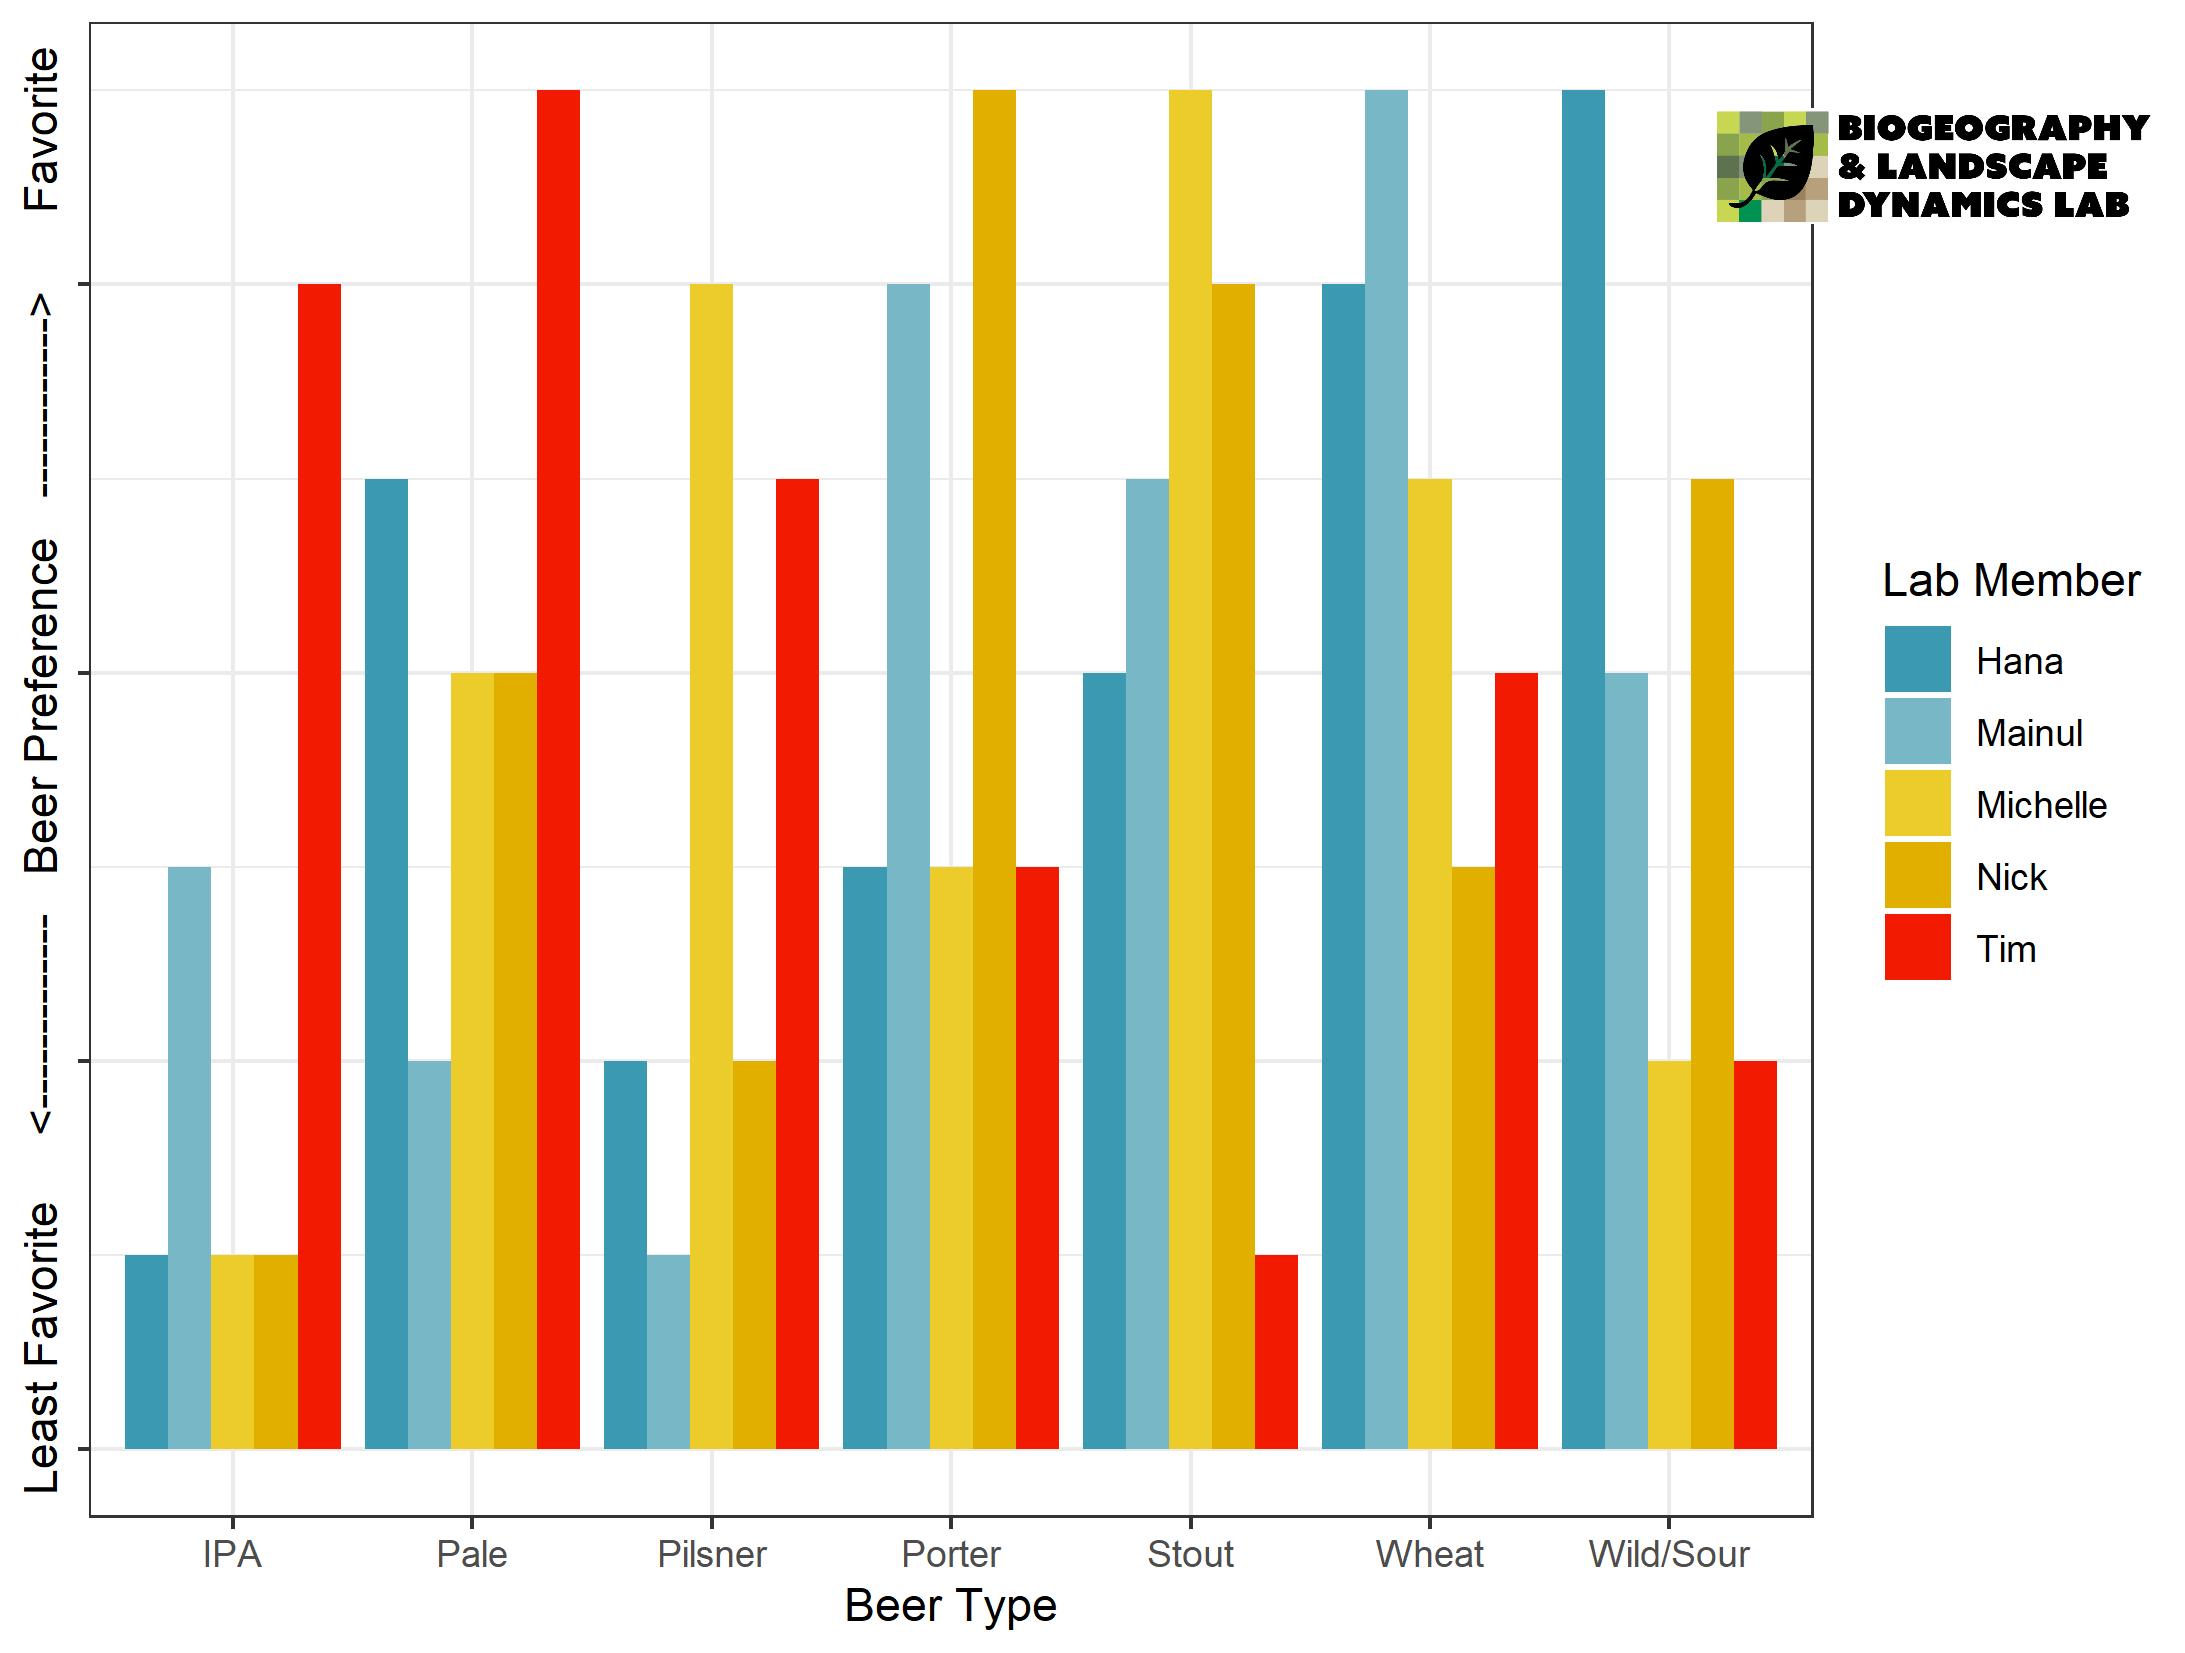 Least Favorite <------------ Beer Preference ------------> Favorite
BIOGEOGRAPHY
& LANDSCAPE
DYNAMICS LAB
Lab Member
Hana
Mainul
Michelle
Nick
Tim
IPA Pale Pilsner Porter Stout Wheat Wild/Sour
Beer Type